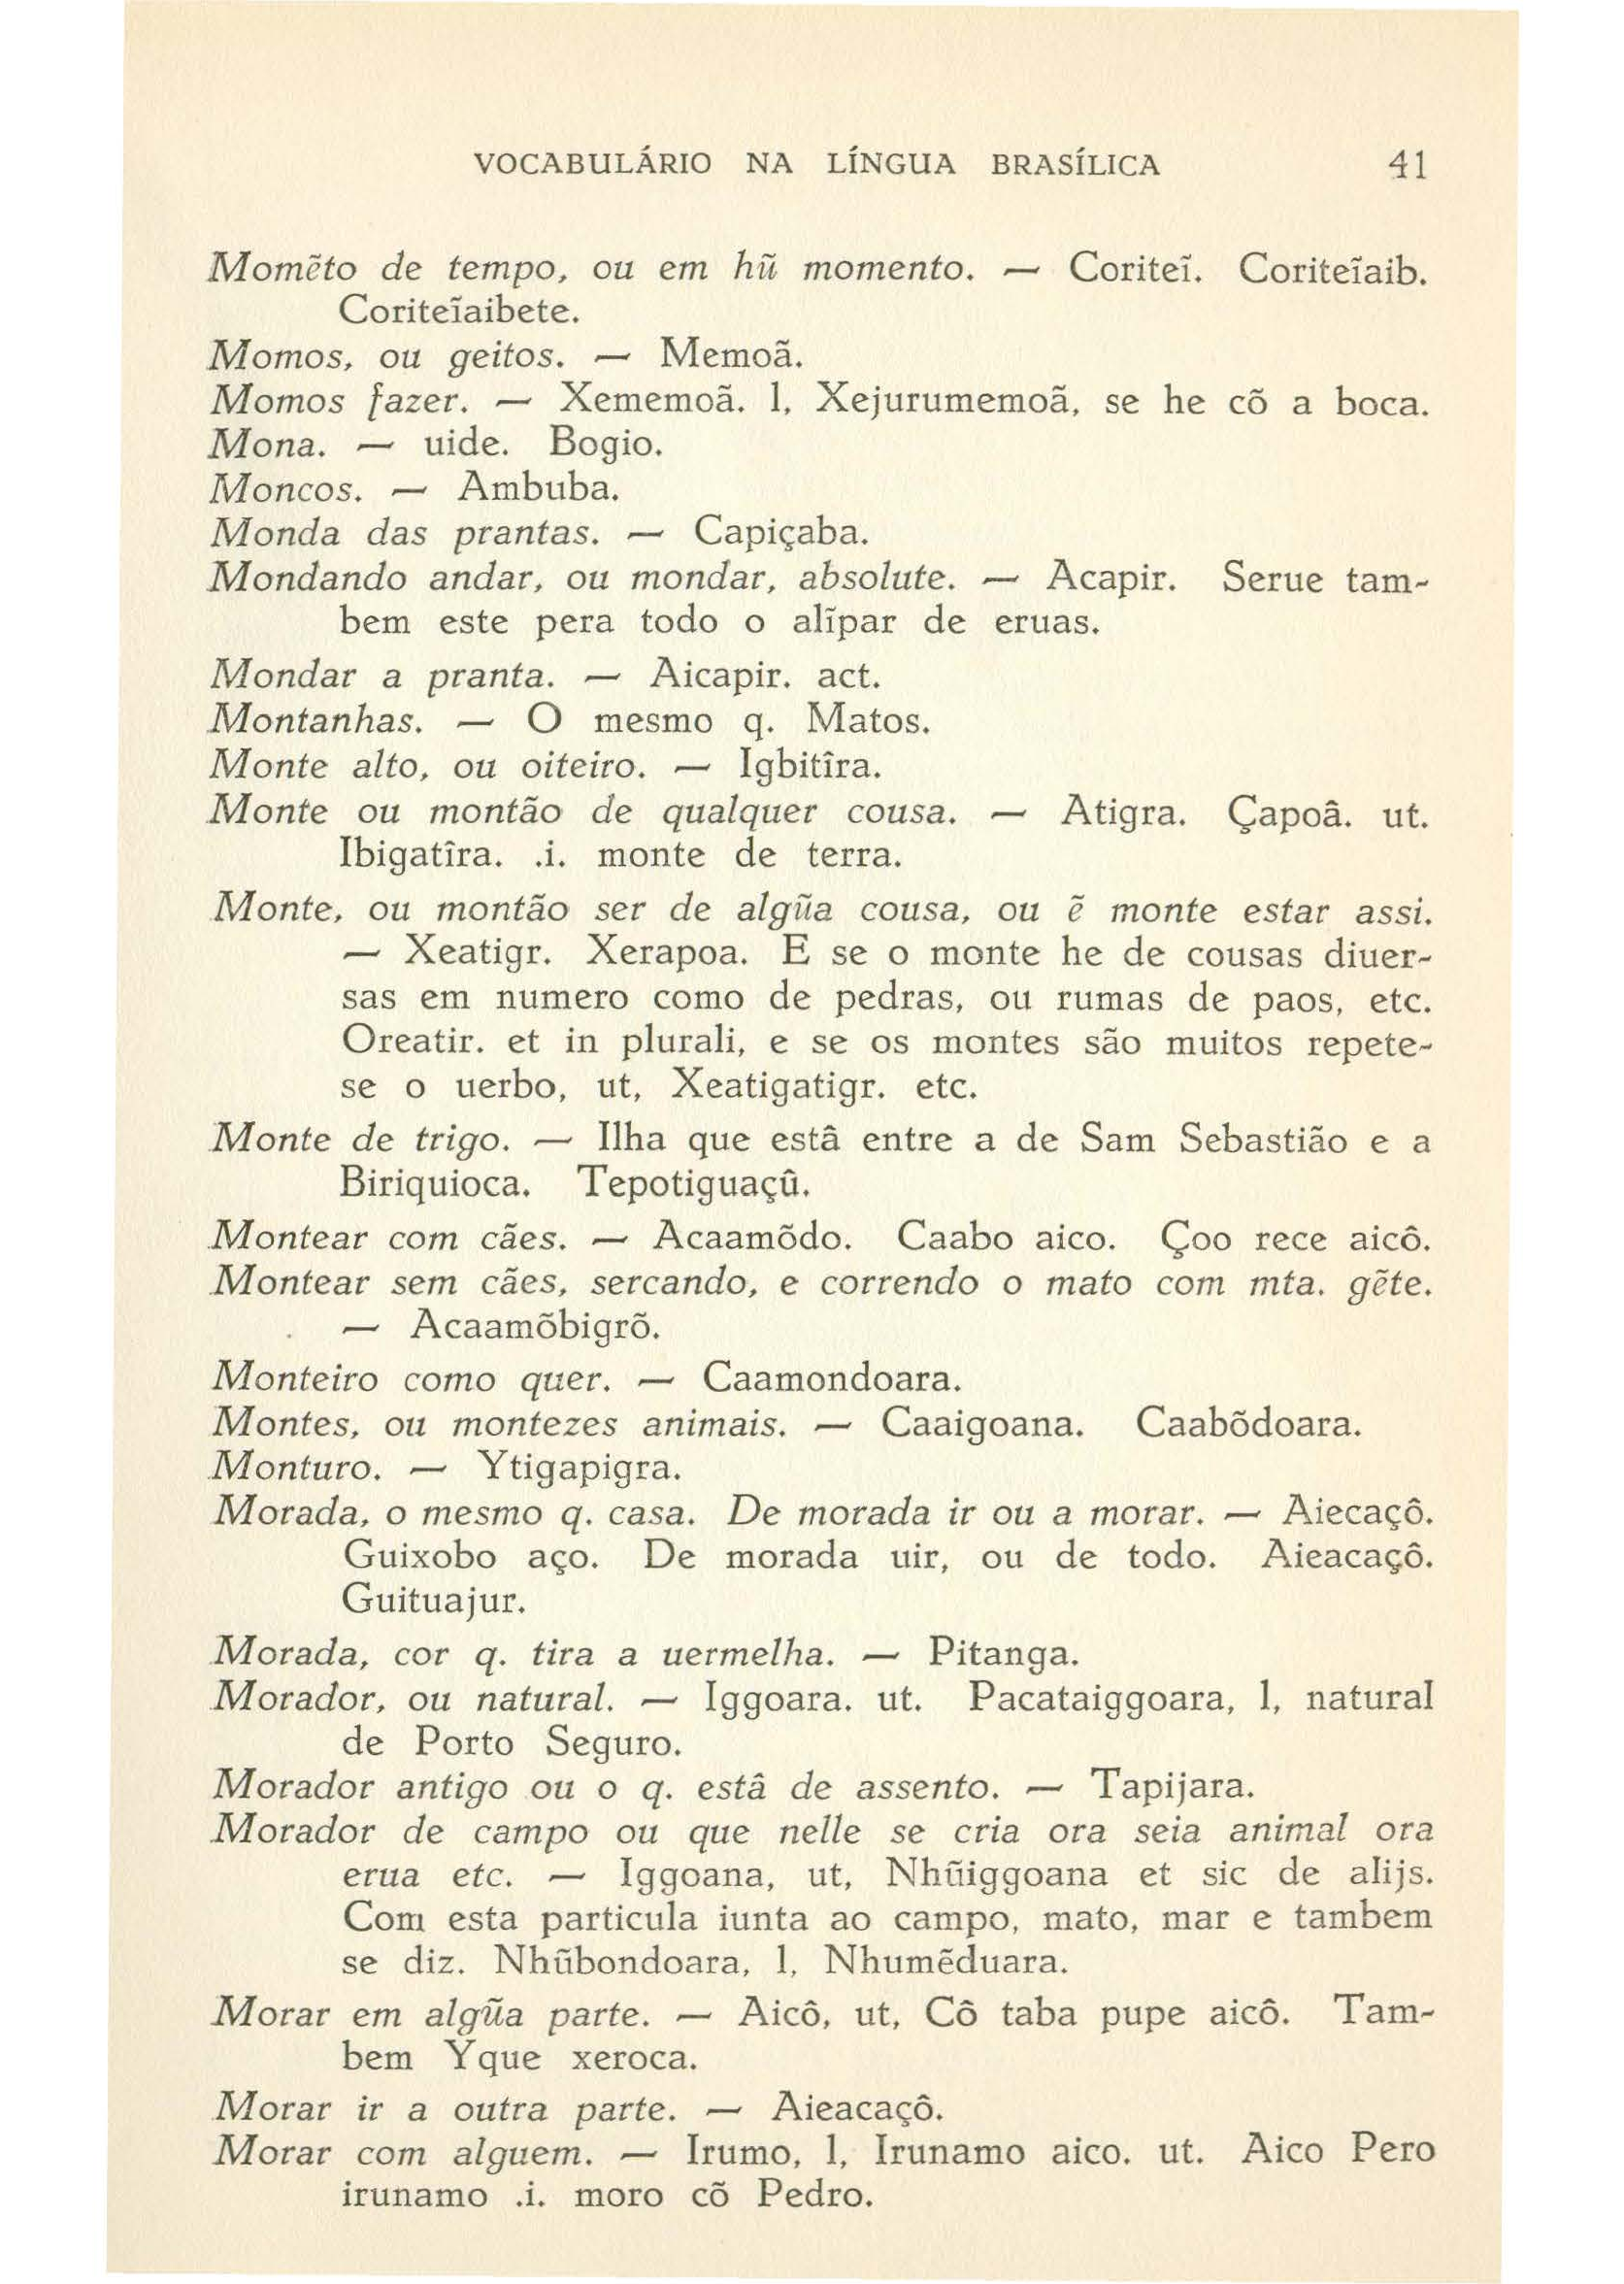 VOCABULÁRIO NA LÍNGUA BRASÍLICA 41
Momẽto de tempo, ou em hũ momento. — Coriteĩ. Coriteĩaib.
Coriteĩaibete.
Momos, ou geitos. — Memoã.
Momos fazer. — Xememoã. l, Xejurumemoã, se he cõ a boca.
Mona. — uide. Bogio.
Moncos. — Ambuba.
Monda das prantas. — Capiçaba.
Mondando andar, ou mondar, absolute. — Acapir. Serue tam-
bem este pera todo o alĩpar de eruas.
Mondar a pranta. — Aicapir. act.
Montanhas. — O mesmo q. Matos.
Monte alto, ou oiteiro. — Igbitîra.
Monte ou montão de qualquer cousa. — Atigra. Çapoâ. ut.
Ibigatîra. .i. monte de terra.
Monte, ou montão ser de algũa cousa, ou ẽ monte estar assi.
— Xeatigr. Xerapoa. E se o monte he de cousas diuer-
sas em numero como de pedras, ou rumas de paos, etc.
Oreatir. et in plurali, e se os montes são muitos repete-
se o uerbo, ut, Xeatigatigr. etc.
Monte de trigo. — Ilha que estâ entre a de Sam Sebastião e a
Biriquioca. Tepotiguaçû.
Montear com cães. — Acaamõdo. Caabo aico. Çoo rece aicô.
Montear sem cães, sercando, e correndo o mato com mta. gẽte.
— Acaamõbigrõ.
Monteiro como quer. — Caamondoara.
Montes, ou montezes animais. — Caaigoana. Caabõdoara.
Monturo. — Ytigapigra.
Morada, o mesmo q. casa. De morada ir ou a morar. — Aiecaçô.
Guixobo aço. De morada uir, ou de todo. Aieacaçô.
Guituajur.
Morada, cor q. tira a uermelha. — Pitanga.
Morador, ou natural. — Iggoara. ut. Pacataiggoara, l, natural
de Porto Seguro.
Morador antigo ou o q. estâ de assento. — Tapijara.
Morador de campo ou que nelle se cria ora seia animal ora
erua etc. — Iggoana, ut, Nhũiggoana et sic de alijs.
Com esta particula iunta ao campo, mato, mar e tambem
se diz. Nhũbondoara, l, Nhumẽduara.
Morar em algũa parte. — Aicô, ut, Cô taba pupe aicô. Tam-
bem Yque xeroca.
Morar ir a outra parte. — Aieacaçô.
Morar com alguem. — Irumo, l, Irunamo aico. ut. Aico Pero
irunamo .i. moro cõ Pedro.